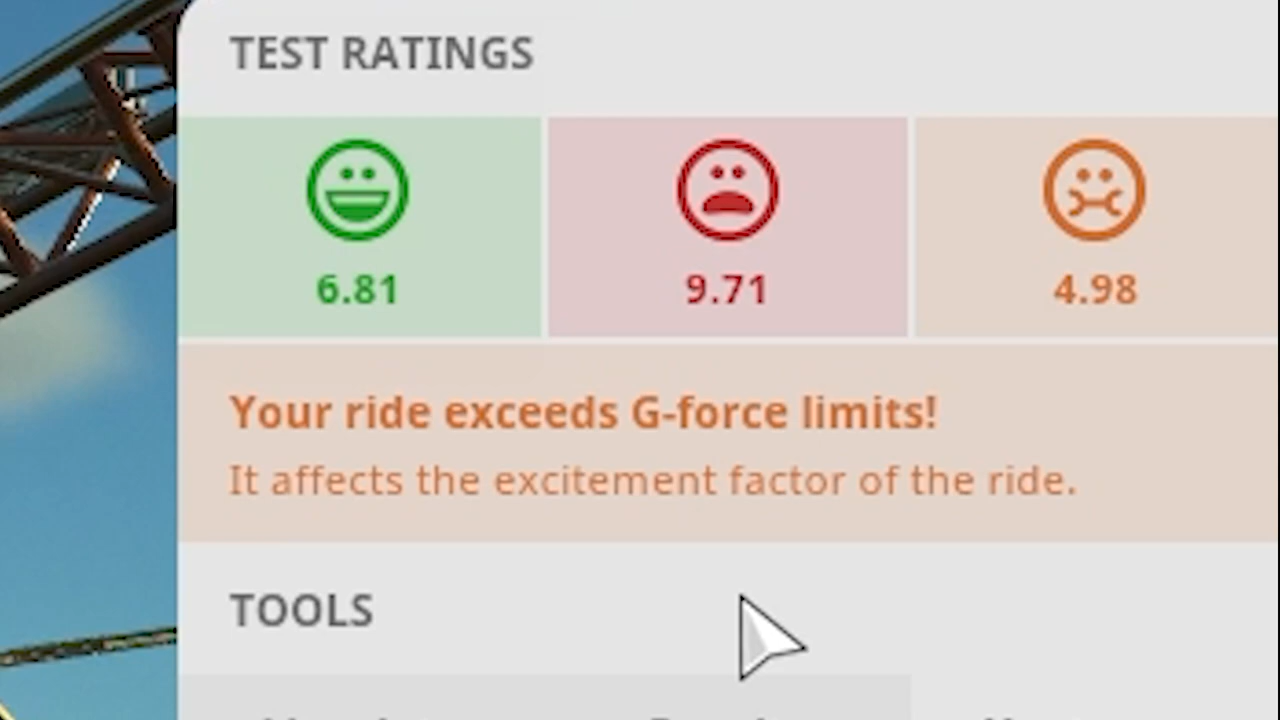 TEST RATINGS
6.81 9.71 4.98
Your ride exceeds G-force limits!
It affects the excitement factor of the ride.
TOOLS